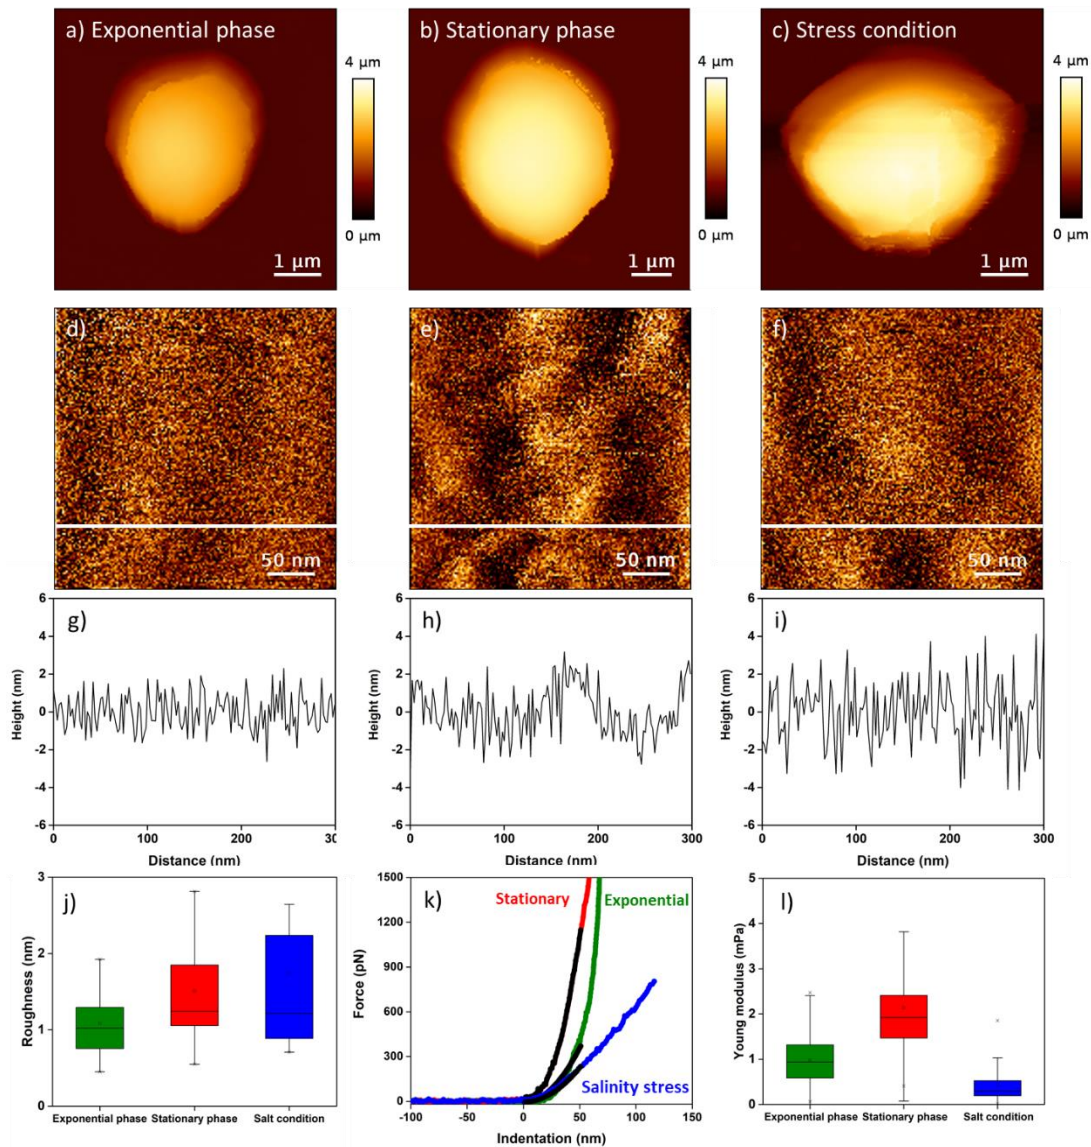 a) Exponential phase
4 μm
0 μm
1 μm
b) Stationary phase
4 μm
0 μm
1 μm
c) Stress condition
4 μm
0 μm
1 μm
d)
50 nm
e)
50 nm
f)
50 nm
g)
6
4
2
0
-2
-4
-6
Height (nm)
0 100 200 300
Distance (nm)
h)
6
4
2
0
-2
-4
-6
Height (nm)
0 100 200 300
Distance (nm)
i)
6
4
2
0
-2
-4
-6
Height (nm)
0 100 200 300
Distance (nm)
j)
3
2
1
0
Roughness (nm)
Exponential phase Stationary phase Salt condition
k)
1500
1200
900
600
300
0
Force (pN)
Stationary
Exponential
Salinity stress
-100 -50 0 50 100 150
Indentation (nm)
l)
5
4
3
2
1
0
Young modulus (mPa)
Exponential phase Stationary phase Salt condition